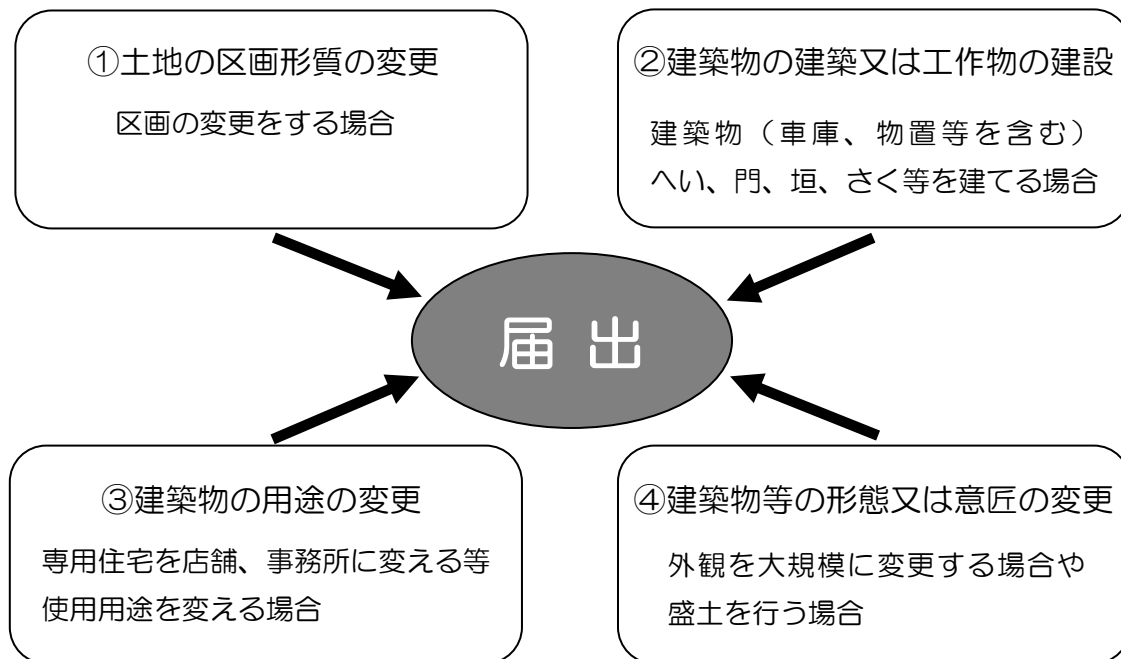 ①土地の区画形質の変更
区画の変更をする場合
②建築物の建築又は工作物の建設
建築物（車庫、物置等を含む）
へい、門、垣、さく等を建てる場合
届 出
③建築物の用途の変更
専用住宅を店舗、事務所に変える等
使用用途を変える場合
④建築物等の形態又は意匠の変更
外観を大規模に変更する場合や
盛土を行う場合